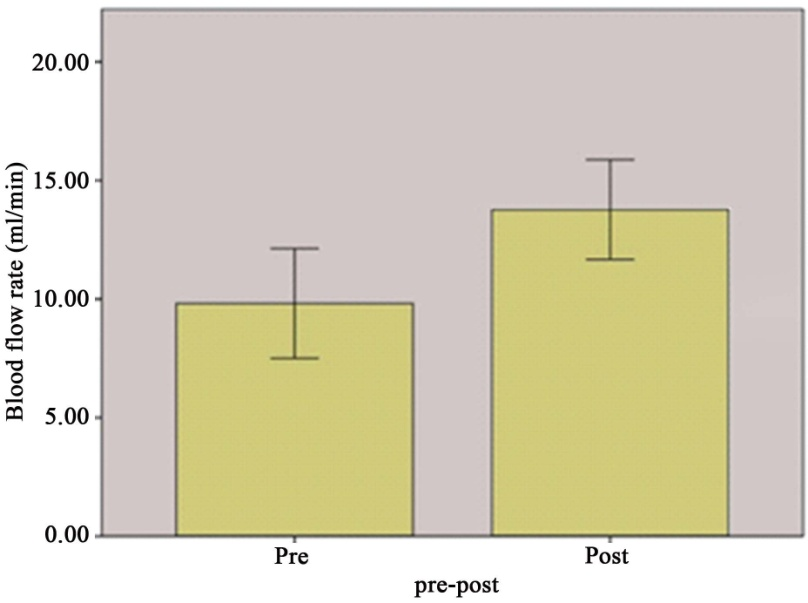 Blood flow rate (ml/min)
20.00
15.00
10.00
5.00
0.00
Pre
Post
pre-post